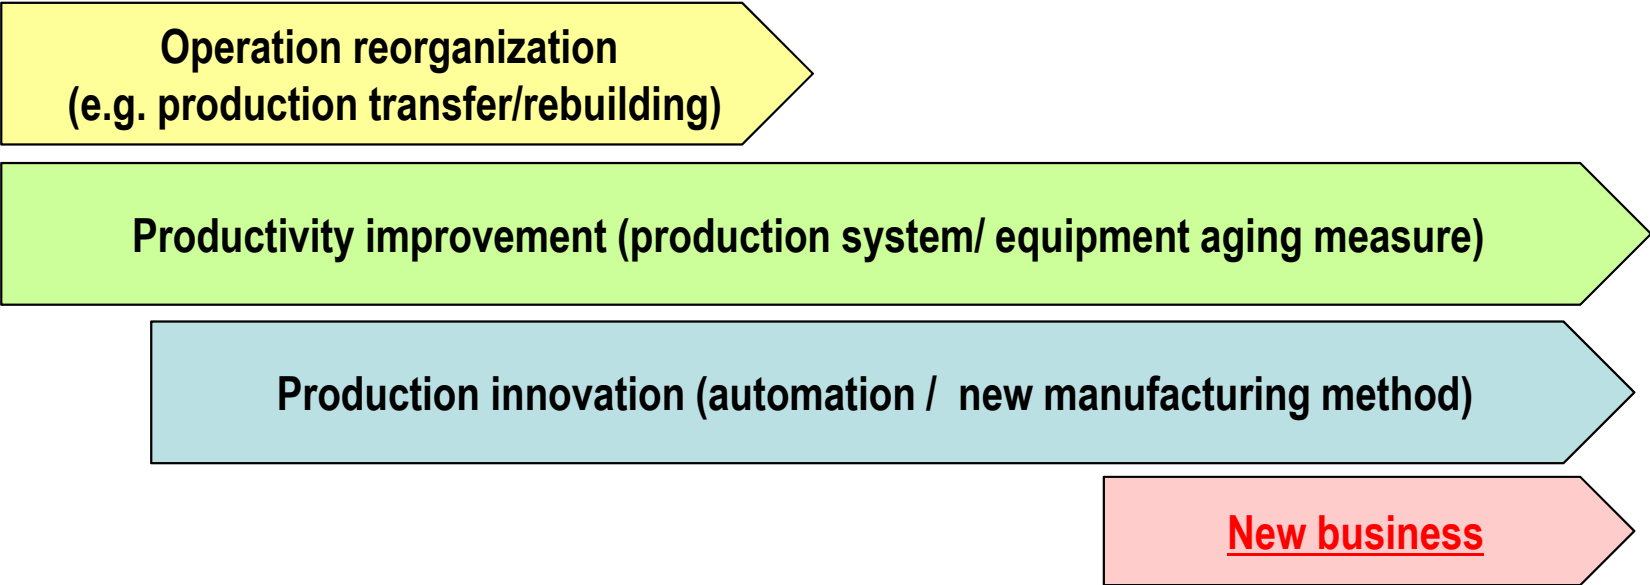 Operation reorganization
(e.g. production transfer/rebuilding)
Productivity improvement (production system/ equipment aging measure)
Production innovation (automation /  new manufacturing method)
New business